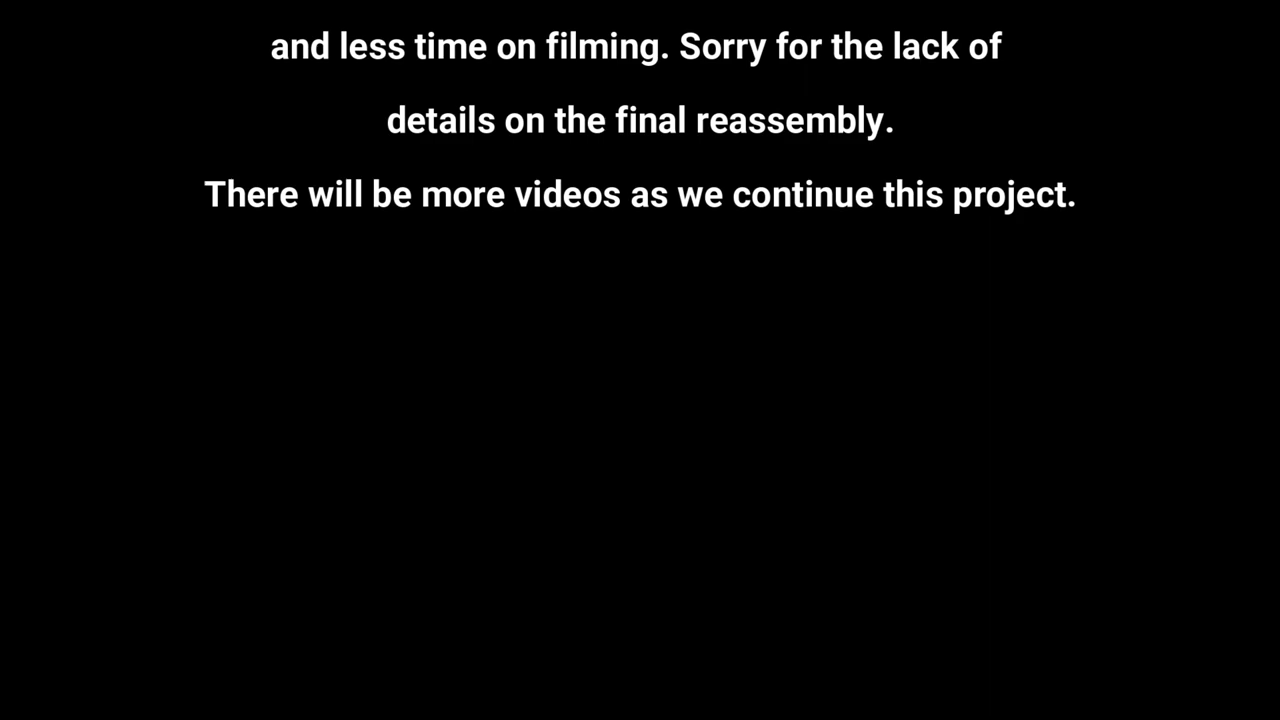 and less time on filming. Sorry for the lack of
details on the final reassembly.
There will be more videos as we continue this project.